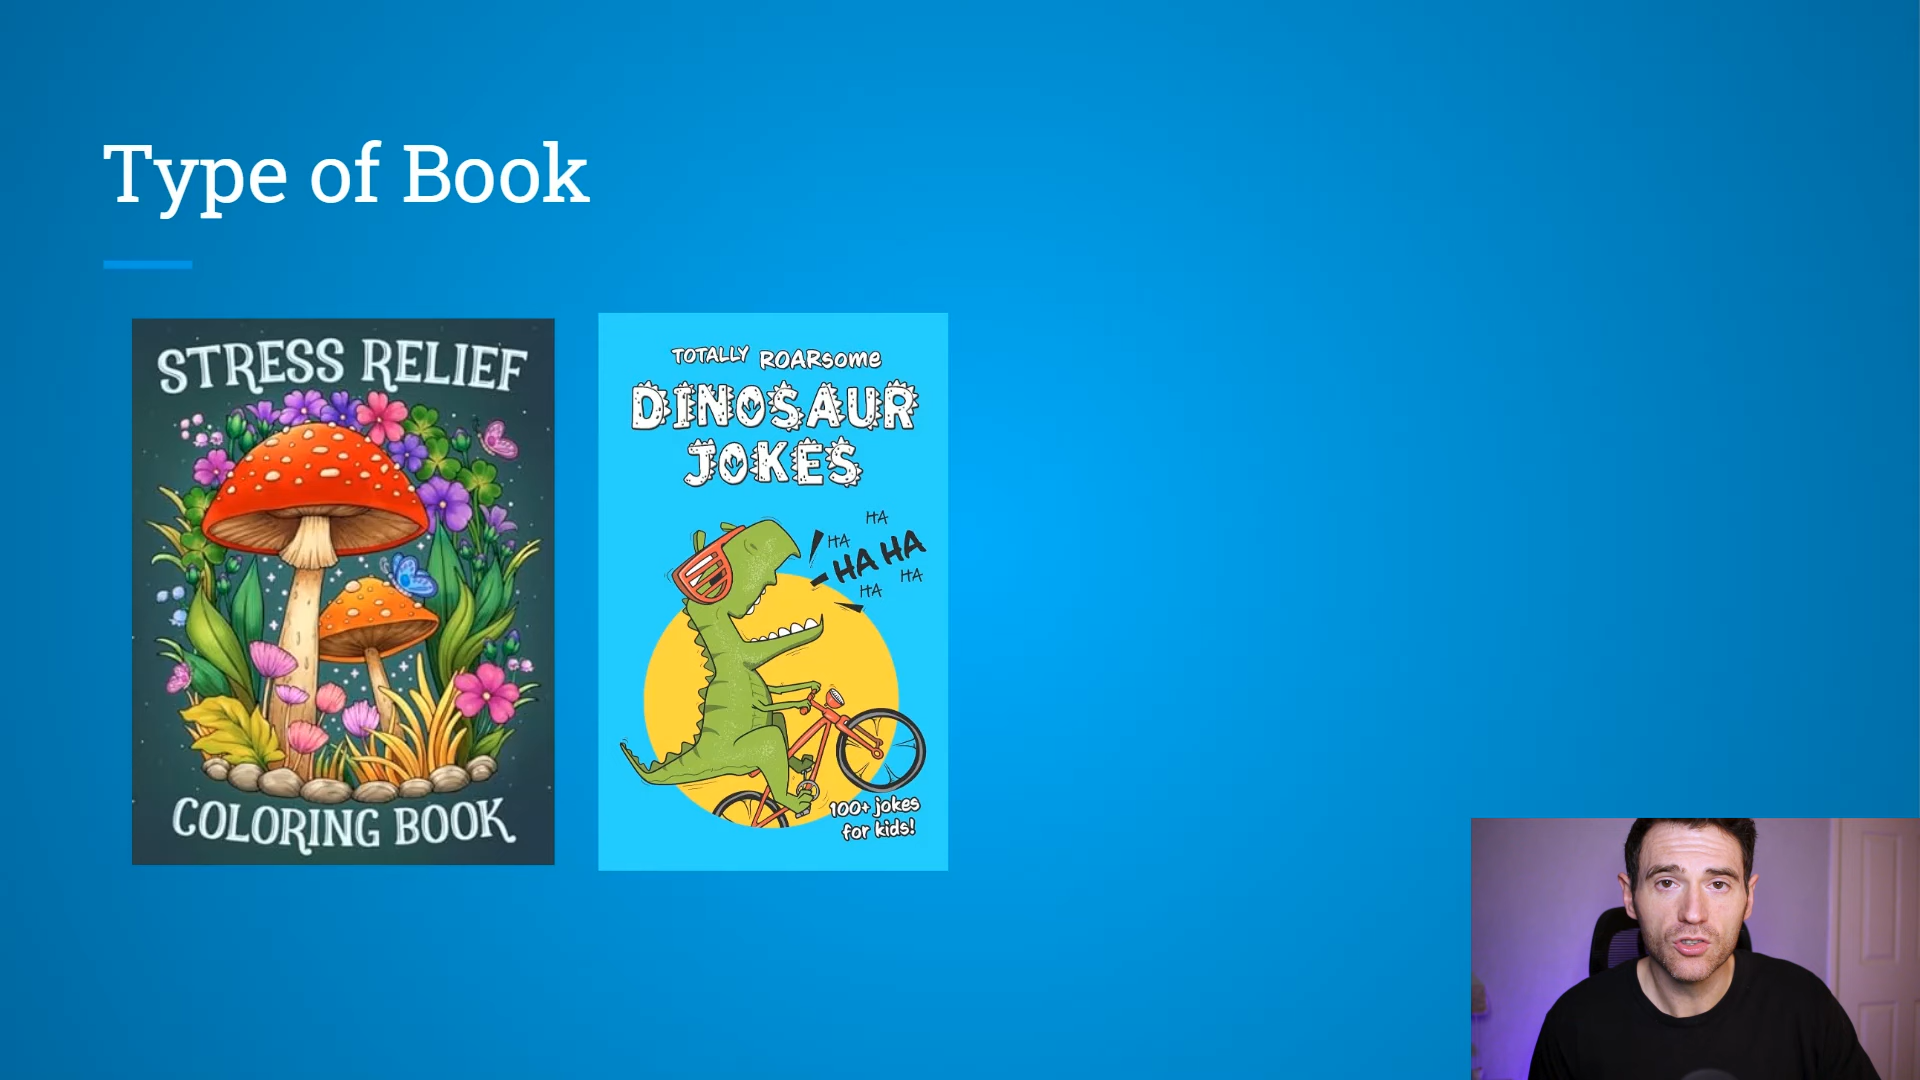 Type of Book
STRESS RELIEF
COLORING BOOK
TOTALLY ROARsome
DINOSAUR
JOKES
HA
HA
HA HA
HA
HA
100+ jokes
for kids!